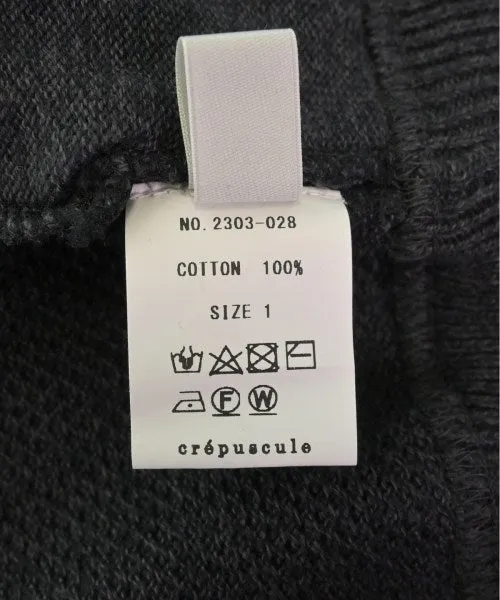 NO. 2303-028
COTTON 100%
SIZE 1
F W
crépuscule